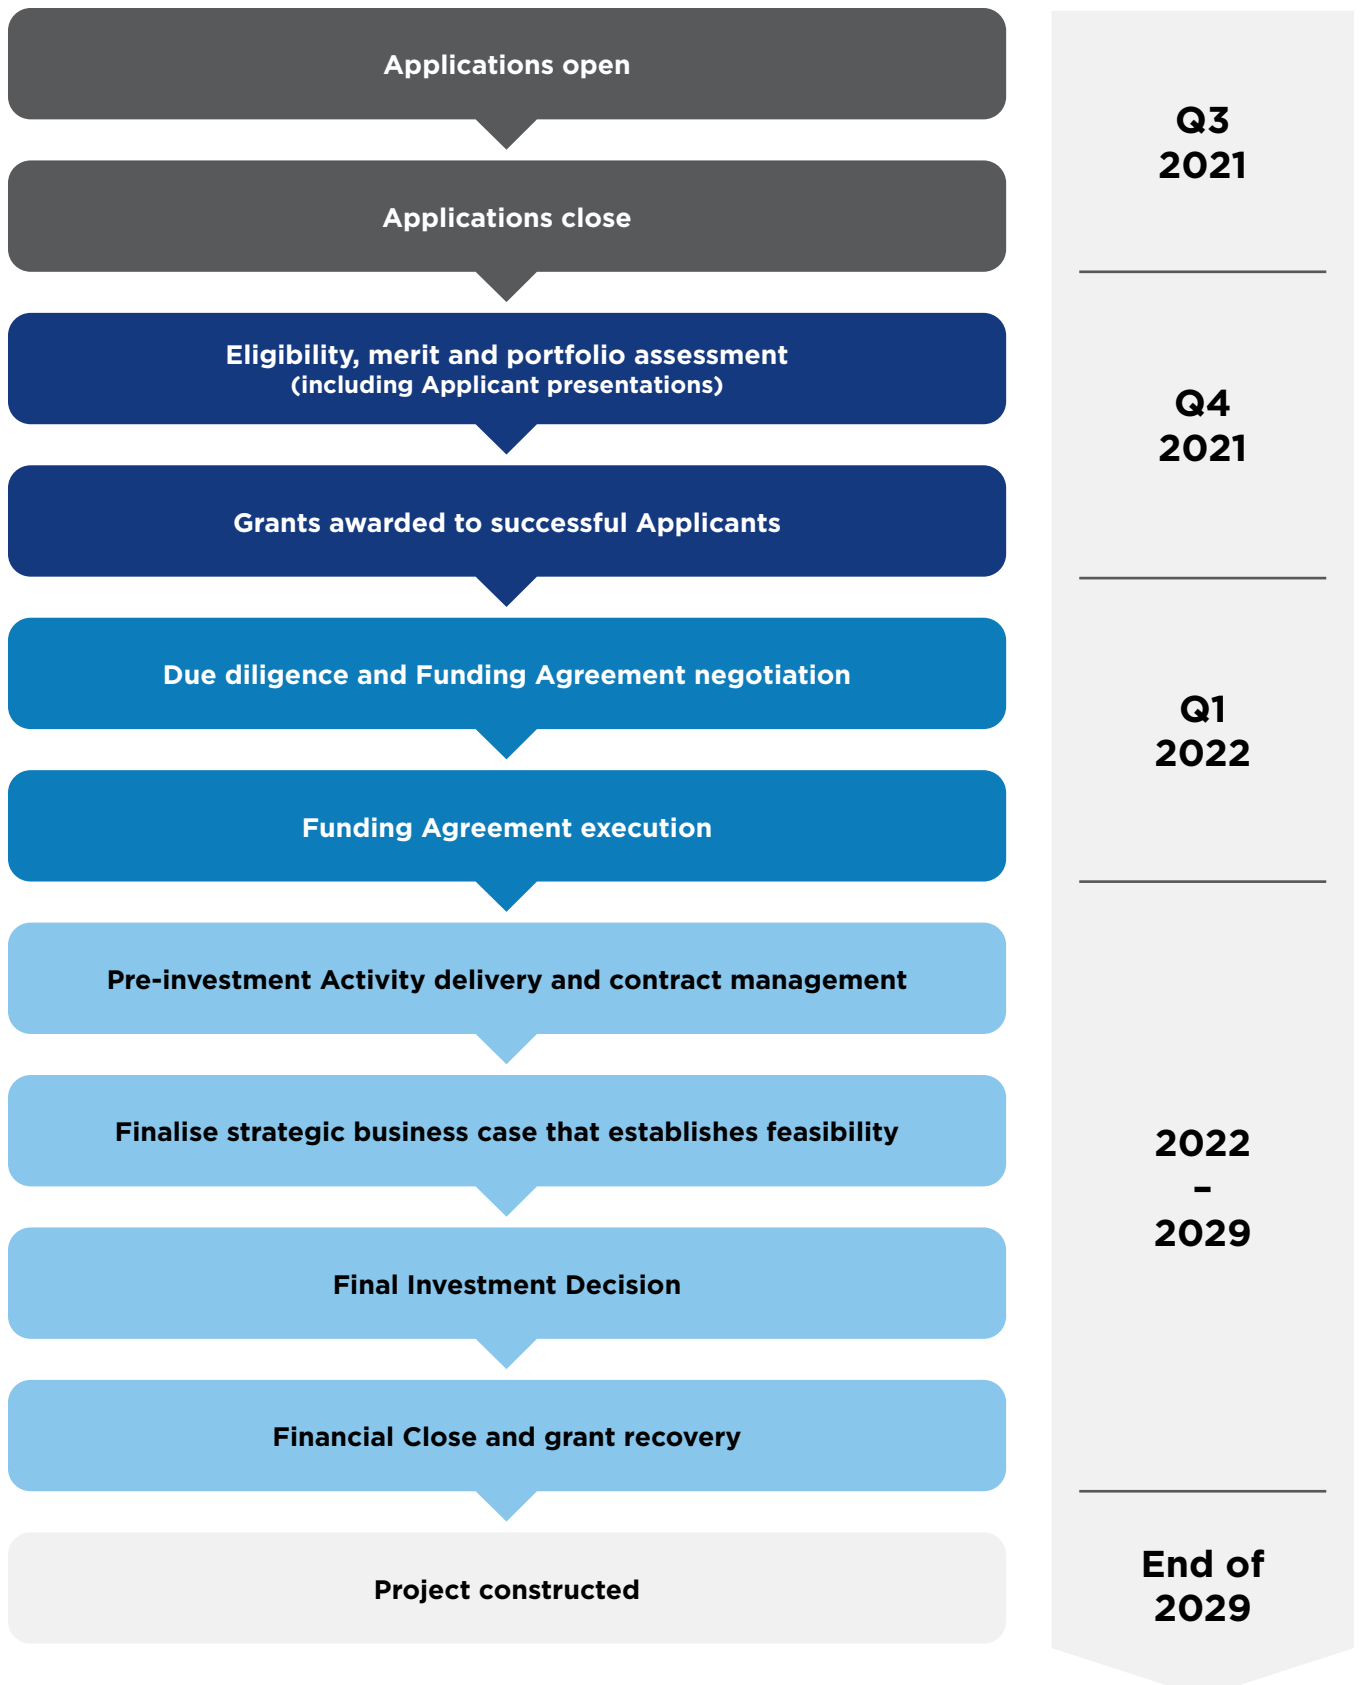 Applications open
Q3
2021
Applications close
Eligibility, merit and portfolio assessment
(including Applicant presentations)
Q4
2021
Grants awarded to successful Applicants
Due diligence and Funding Agreement negotiation
Q1
2022
Funding Agreement execution
Pre-investment Activity delivery and contract management
Finalise strategic business case that establishes feasibility
2022
–
2029
Final Investment Decision
Financial Close and grant recovery
Project constructed
End of
2029